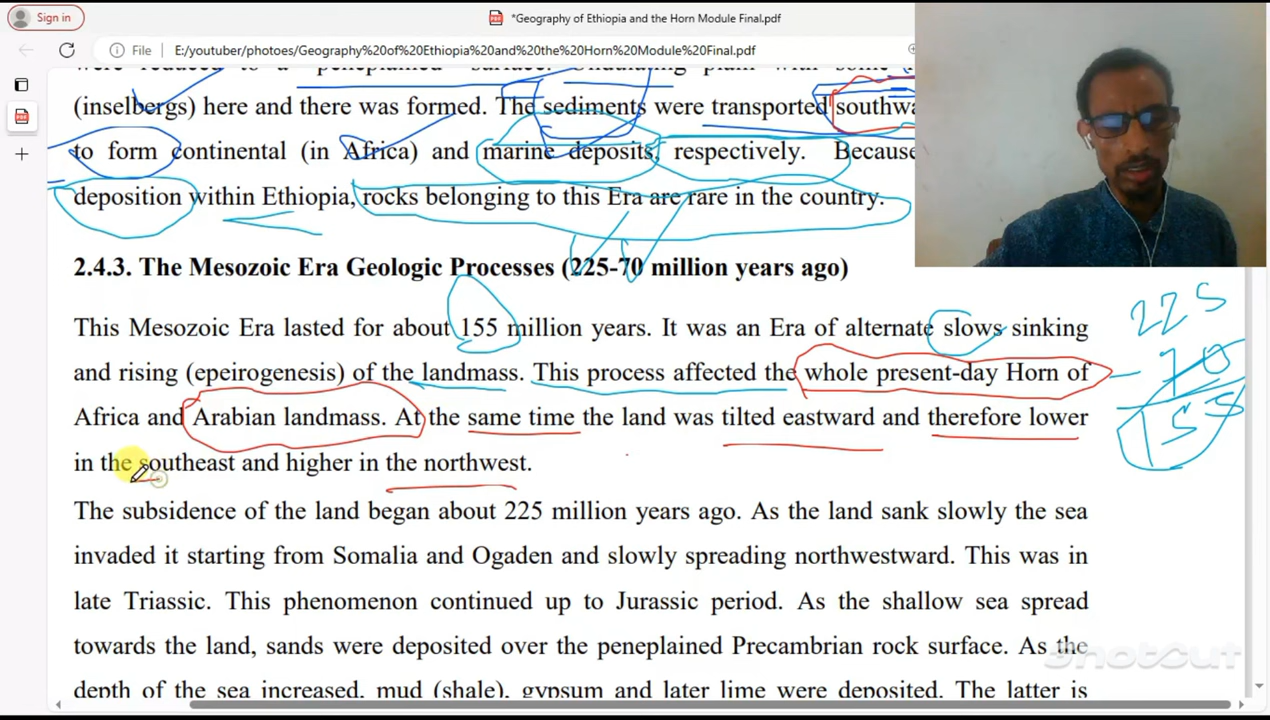 Sign in
*Geography of Ethiopia and the Horn Module Final.pdf
File E:/youtuber/photoes/Geography%20of%20Ethiopia%20and%20the%20Horn%20Module%20Final.pdf
were reduced to a "peneplained" surface. Undulating plain with some
(inselbergs) here and there was formed. The sediments were transported southwa
to form continental (in Africa) and marine deposits, respectively. Because
deposition within Ethiopia, rocks belonging to this Era are rare in the country.
2.4.3. The Mesozoic Era Geologic Processes (225-70 million years ago)
This Mesozoic Era lasted for about 155 million years. It was an Era of alternate slows sinking
and rising (epeirogenesis) of the landmass. This process affected the whole present-day Horn of
Africa and Arabian landmass. At the same time the land was tilted eastward and therefore lower
in the southeast and higher in the northwest.
The subsidence of the land began about 225 million years ago. As the land sank slowly the sea
invaded it starting from Somalia and Ogaden and slowly spreading northwestward. This was in
late Triassic. This phenomenon continued up to Jurassic period. As the shallow sea spread
towards the land, sands were deposited over the peneplained Precambrian rock surface. As the
depth of the sea increased, mud (shale), gypsum and later lime were deposited. The latter is
225
- 70
155
shotcut